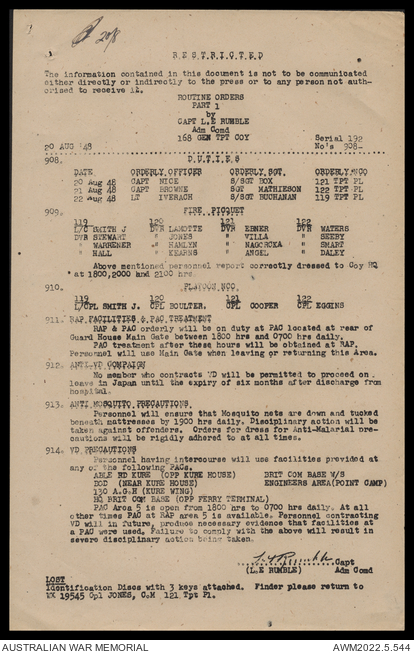 20/8
R E S T R I C T E D
The information contained in this document is not to be communicated
either directly or indirectly to the press or to any person not auth-
orised to receive it.
ROUTINE ORDERS
PART 1
by
CAPT L.E RUMBLE
Adm Comd
168 GEN TPT COY Serial 192
20 AUG '48 No's 908-
908. D.U.T.I.E.S
DATE ORDERLY OFFICER ORDERLY SGT. ORDERLY NCO
20 Aug 48 CAPT NICE S/SGT BOX 121 TPT PL
21 Aug 48 CAPT BROWNE SGT MATHIESON 122 TPT PL
22 Aug 48 LT IVERACH S/SGT BUCHANAN 119 TPT PL
909. FIRE PICQUET
119 120 121 122
L/C SMITH J DVR LAMOTTE DVR EBNER DVR WATERS
DVR STEWART " JONES " VILLA " SEEBY
" WARRENER " HAMLYN " NAGORCKA " SMART
" HALL " KEARNS " ANGEL " DALEY
Above mentioned personnel report correctly dressed to Coy HQ
at 1800,2000 and 2100 hrs.
910. PLATOON NCO
119 120 121 122
L/CPL SMITH J. CPL BOULTER. CPL COOPER CPL EGGINS
911. RAP FACILITIES & PAC TREATMENT
RAP & PAC orderly will be on duty at PAC located at rear of
Guard House Main Gate between 1800 hrs and 0700 hrs daily.
PAC treatment after these hours will be obtained at RAP.
Personnel will use Main Gate when leaving or returning this Area.
912. ANTI VD CAMPAIGN
No member who contracts VD will be permitted to proceed on
leave in Japan until the expiry of six months after discharge from
hospital.
913. ANTI MOSQUITO PRECAUTIONS
Personnel will ensure that Mosquito nets are down and tucked
beneath mattresses by 1900 hrs daily. Disciplinary action will be
taken against offenders. Orders for dress for Anti-Malarial pre-
cautions will be rigidly adhered to at all times.
914. VD PRECAUTIONS
Personnel having intercourse will use facilities provided at
any of the following PACs.
ABLE RD KURE (OPP KURE HOUSE) BRIT COM BASE W/S
BOD (NEAR KURE HOUSE) ENGINEERS AREA(POINT CAMP)
130 A.G.H (KURE WING)
HQ BRIT COM BASE (OPP FERRY TERMINAL)
PAC Area 5 is open from 1800 hrs to 0700 hrs daily. At all
other times PAC at RAP area 5 is available. Personnel contracting
VD will in future, produce necessary evidence that facilities at
a PAC were used. Failure to comply with the above will result in
severe disciplinary action being taken.
Capt
(L.E RUMBLE) Adm Comd
LOST
Identification Discs with 3 keys attached. Finder please return to
VX 19545 Cpl JONES, C.M 121 Tpt Pl.
AUSTRALIAN WAR MEMORIAL AWM2022.5.544